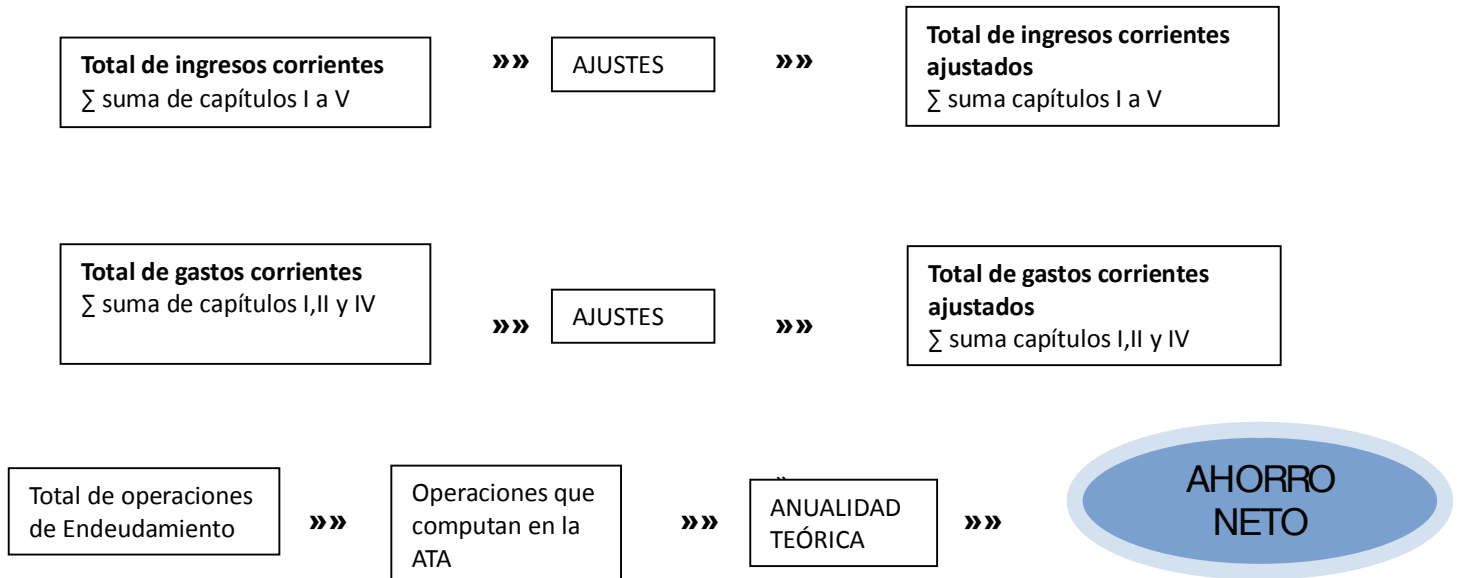 Total de ingresos corrientes
∑ suma de capítulos I a V
»»
AJUSTES
»»
Total de ingresos corrientes
ajustados
∑ suma capítulos I a V
Total de gastos corrientes
∑ suma de capítulos I,II y IV
»»
AJUSTES
»»
Total de gastos corrientes
ajustados
∑ suma capítulos I,II y IV
Total de operaciones
de Endeudamiento
»»
Operaciones que
computan en la
ATA
»»
ANUALIDAD
TEÓRICA
»»
AHORRO
NETO